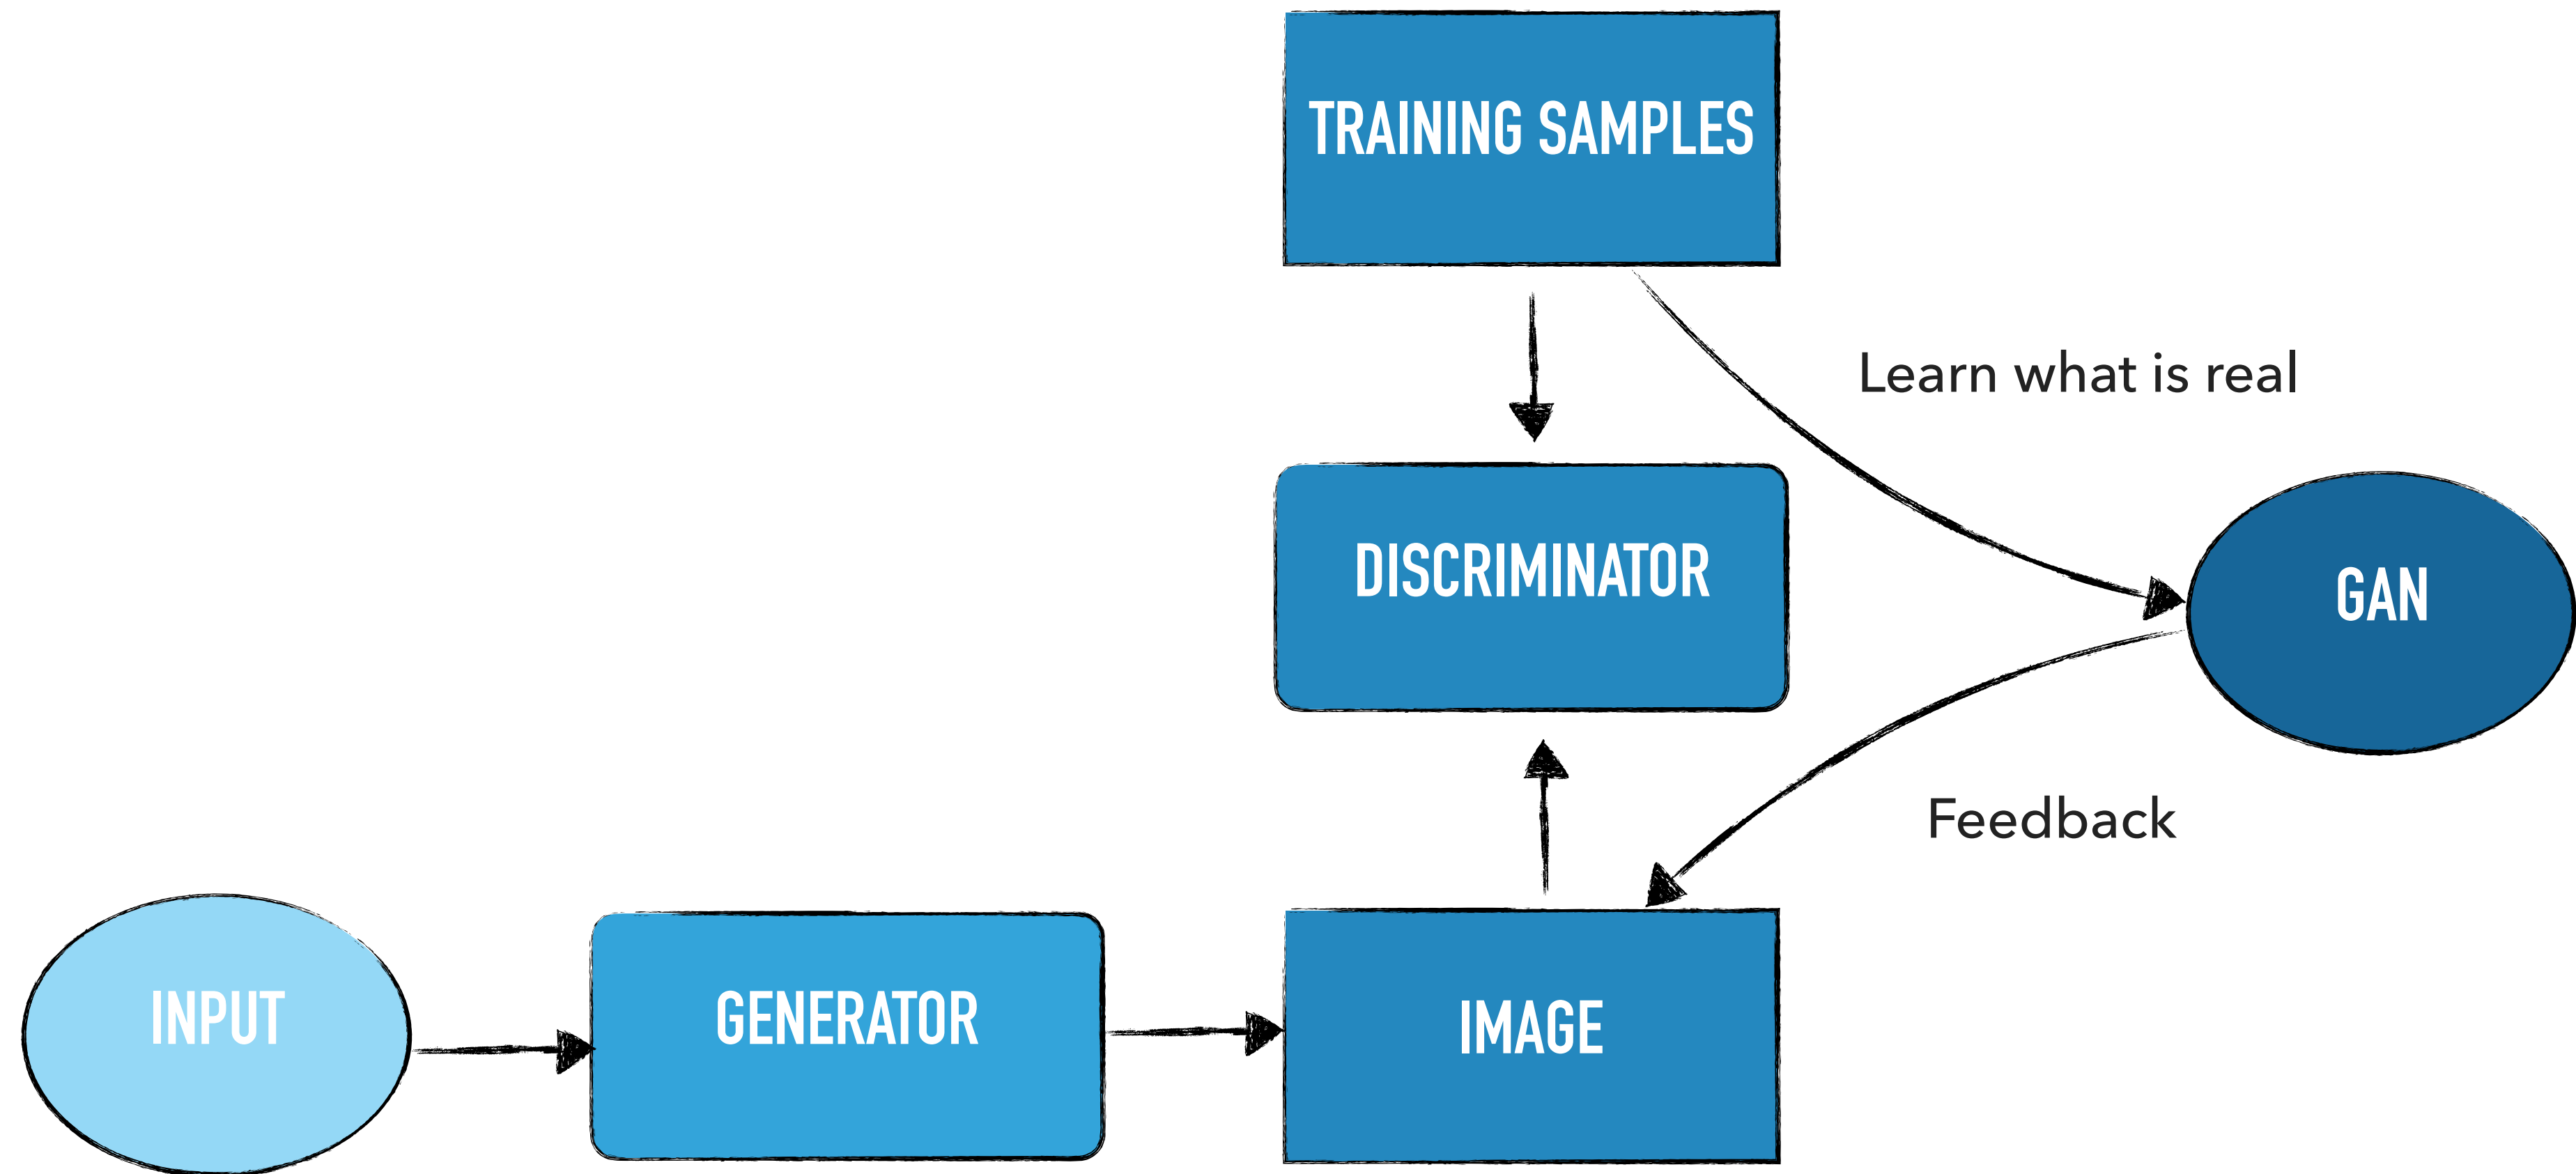 TRAINING SAMPLES
Learn what is real
DISCRIMINATOR
GAN
Feedback
INPUT
GENERATOR
IMAGE